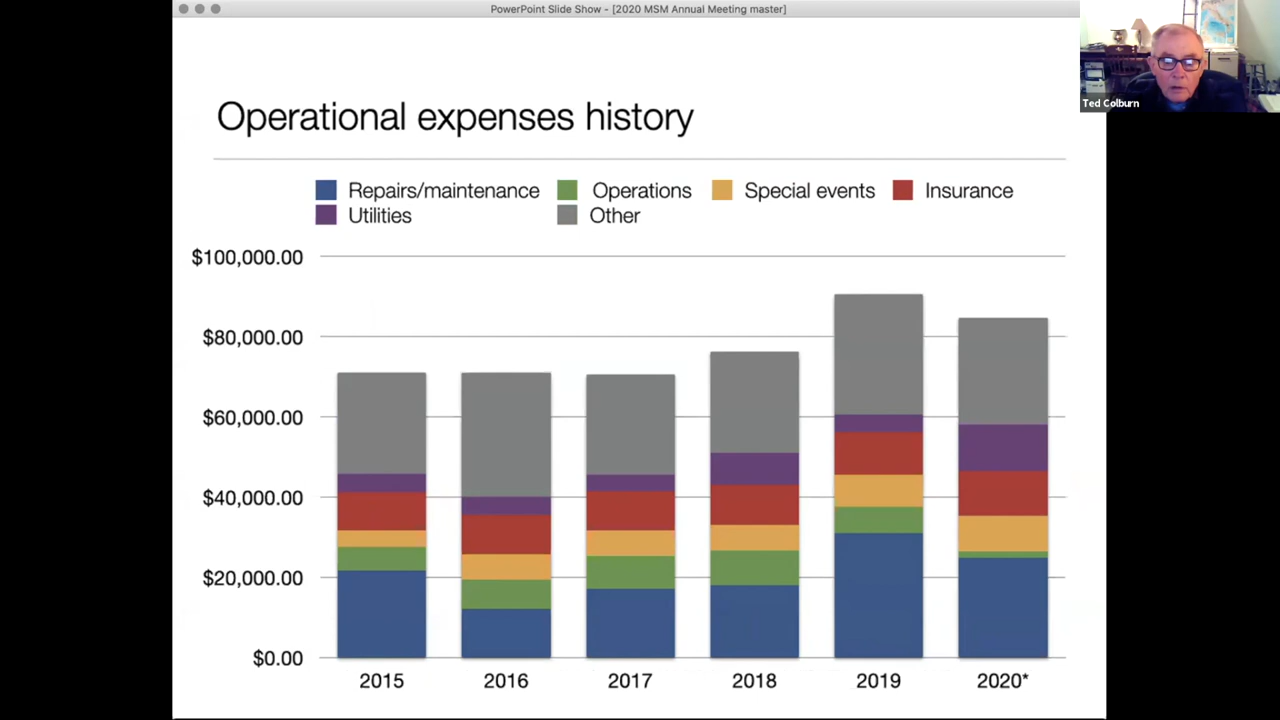 PowerPoint Slide Show - [2020 MSM Annual Meeting master]
Ted Colburn
Operational expenses history
Repairs/maintenance Operations Special events Insurance
Utilities Other
$100,000.00
$80,000.00
$60,000.00
$40,000.00
$20,000.00
$0.00
2015 2016 2017 2018 2019 2020*